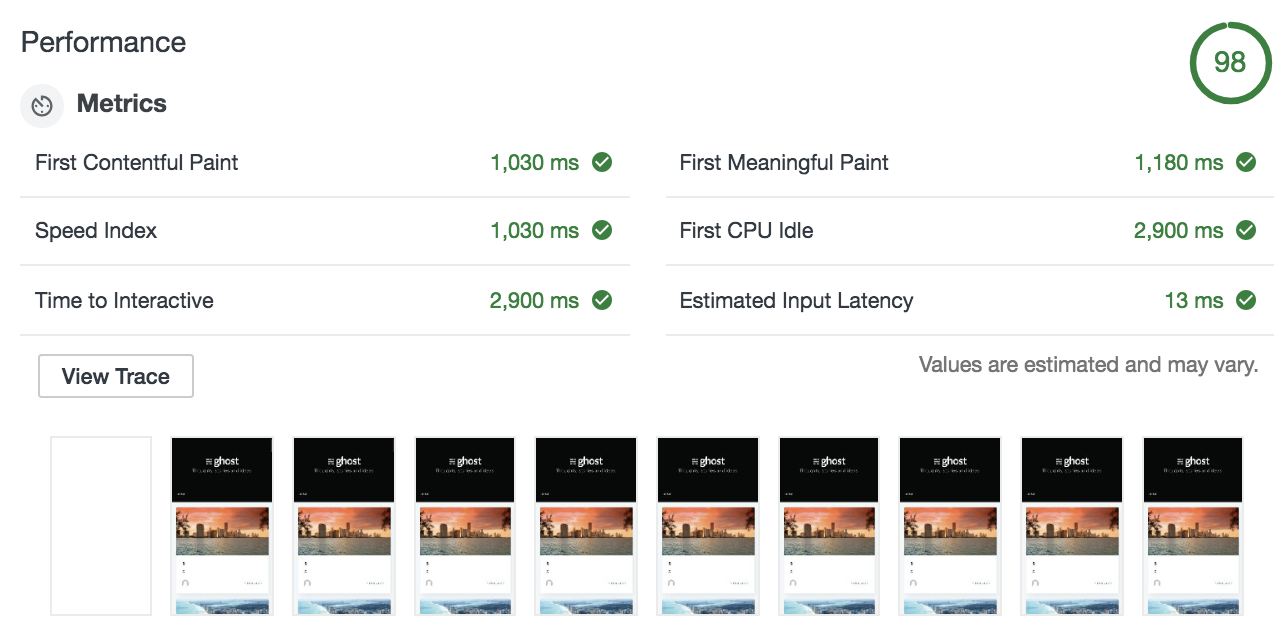 Performance
98
Metrics
First Contentful Paint 1,030 ms
First Meaningful Paint 1,180 ms
Speed Index 1,030 ms
First CPU Idle 2,900 ms
Time to Interactive 2,900 ms
Estimated Input Latency 13 ms
View Trace
Values are estimated and may vary.
ghost ghost ghost ghost ghost ghost ghost ghost ghost